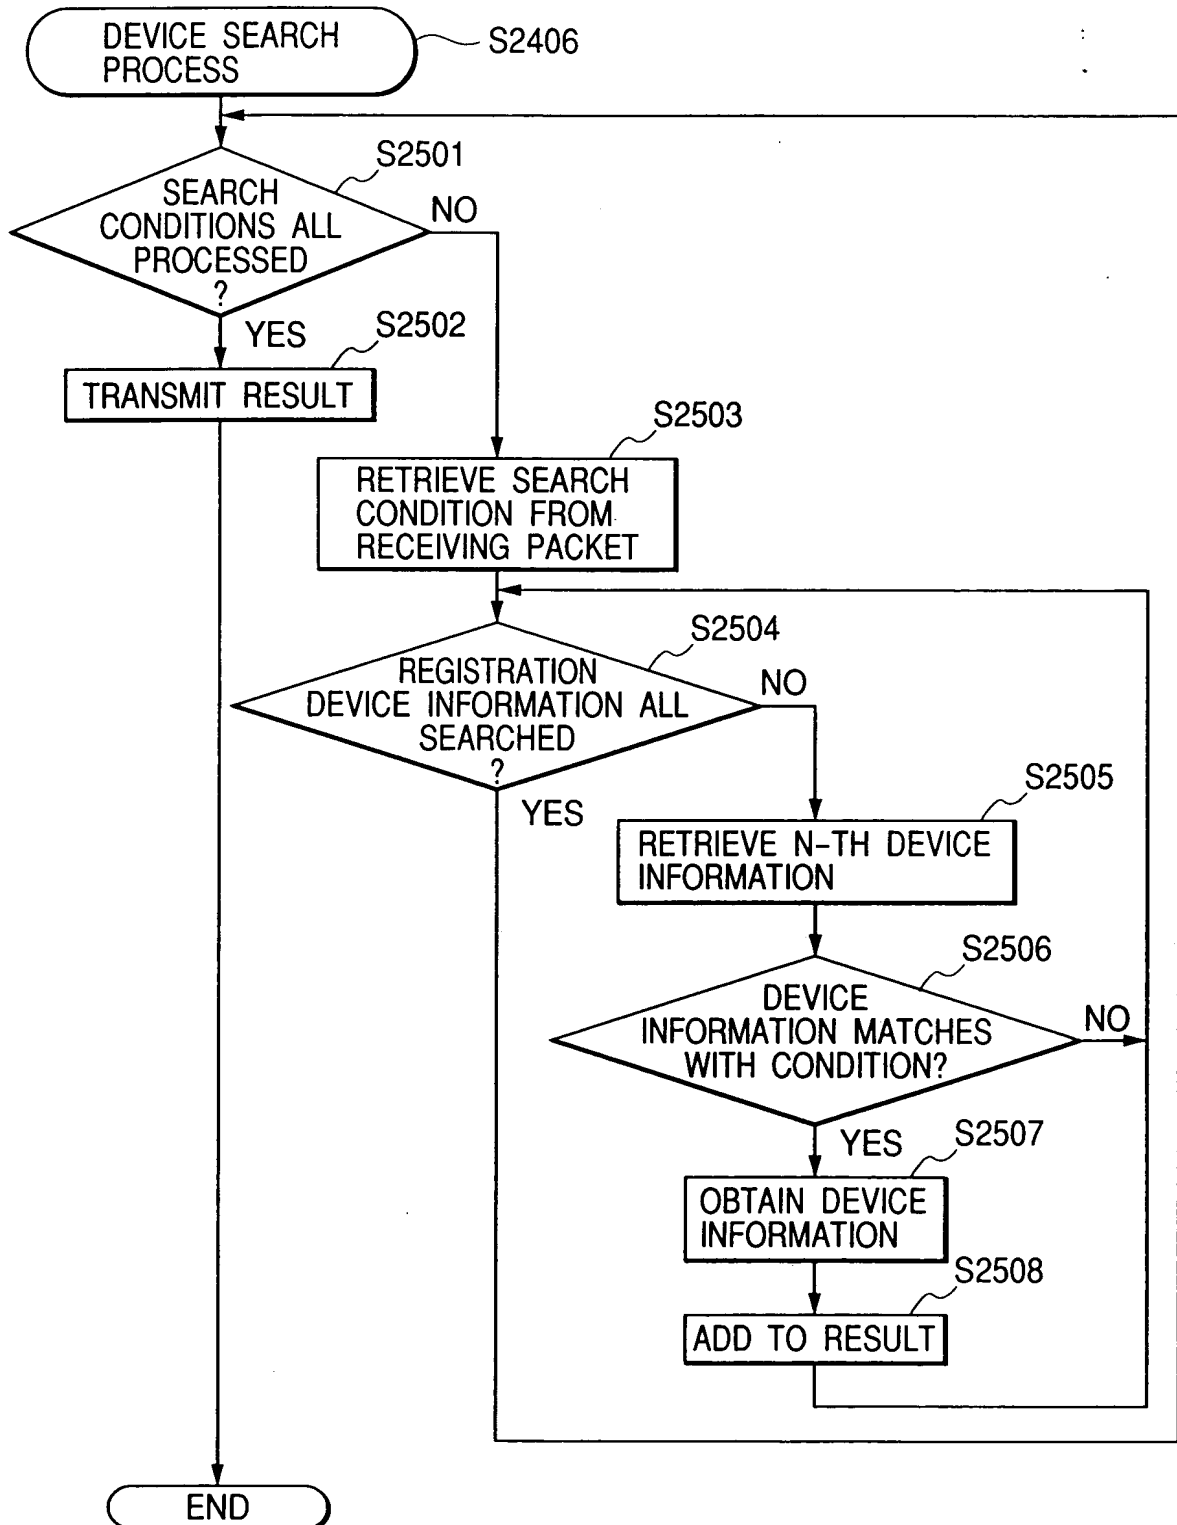 DEVICE SEARCH
PROCESS
S2406
S2501
SEARCH
CONDITIONS ALL
PROCESSED
?
NO
YES
S2502
TRANSMIT RESULT
S2503
RETRIEVE SEARCH
CONDITION FROM
RECEIVING PACKET
S2504
REGISTRATION
DEVICE INFORMATION ALL
SEARCHED
?
NO
YES
S2505
RETRIEVE N-TH DEVICE
INFORMATION
S2506
DEVICE
INFORMATION MATCHES
WITH CONDITION?
NO
YES
S2507
OBTAIN DEVICE
INFORMATION
S2508
ADD TO RESULT
END